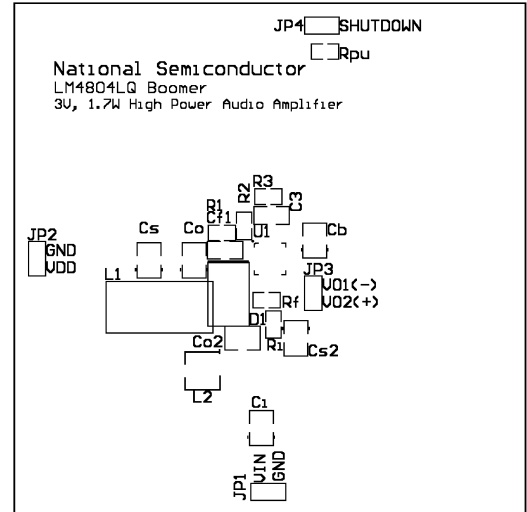 JP4 SHUTDOWN
Rpu
National Semiconductor
LM4804LQ Boomer
3V, 1.7W High Power Audio Amplifier
R3
R2
C3
R1
Cf1
U1
Cs
Co
Cb
JP2
GND
VDD
L1
JP3
VO1(-)
VO2(+)
Rf
D1
Co2
Ri
Cs2
L2
Ci
VIN
GND
JP1